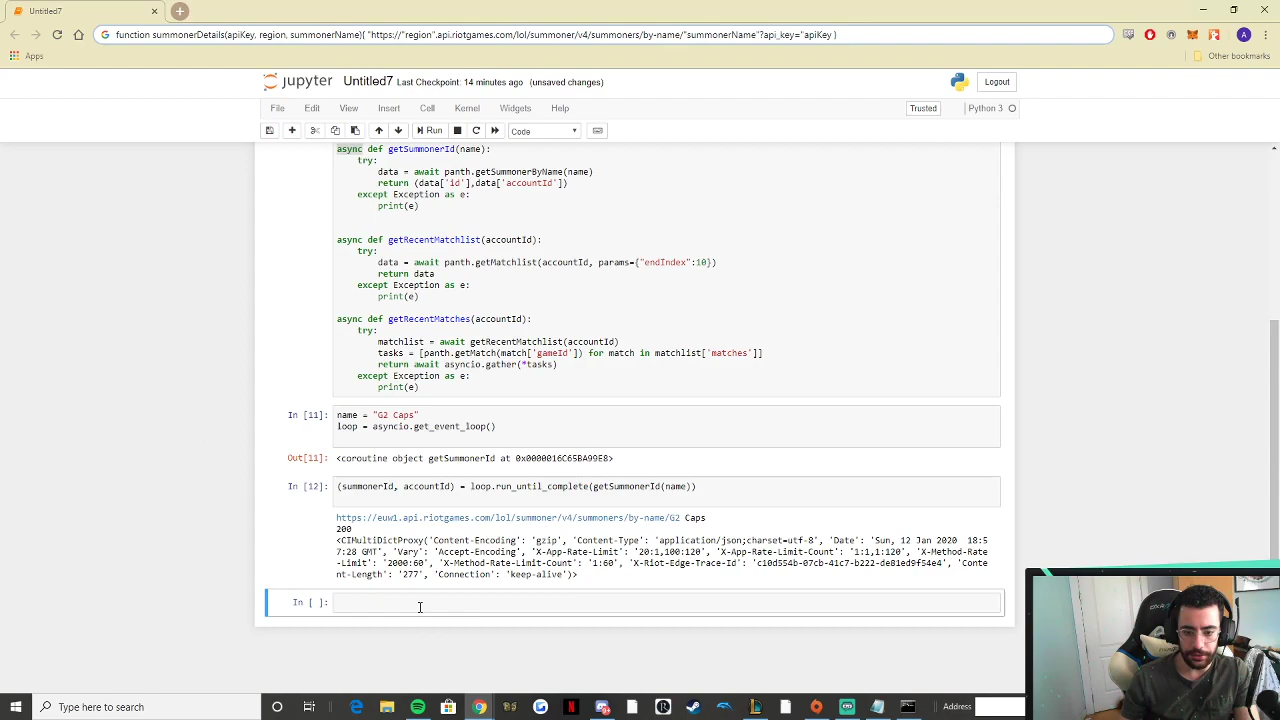 Untitled7
function summonerDetails(apiKey, region, summonerName){ "https://"region".api.riotgames.com/lol/summoner/v4/summoners/by-name/"summonerName"?api_key="apiKey }
A
Apps
Other bookmarks
jupyter Untitled7 Last Checkpoint: 14 minutes ago (unsaved changes)
Logout
File Edit View Insert Cell Kernel Widgets Help
Trusted
Python 3
Run
Code
async def getSummonerId(name):
try:
data = await panth.getSummonerByName(name)
return (data['id'],data['accountId'])
except Exception as e:
print(e)
async def getRecentMatchlist(accountId):
try:
data = await panth.getMatchlist(accountId, params={"endIndex":10})
return data
except Exception as e:
print(e)
async def getRecentMatches(accountId):
try:
matchlist = await getRecentMatchlist(accountId)
tasks = [panth.getMatch(match['gameId']) for match in matchlist['matches']]
return await asyncio.gather(*tasks)
except Exception as e:
print(e)
In [11]: name = "G2 Caps"
loop = asyncio.get_event_loop()
Out[11]: <coroutine object getSummonerId at 0x0000016C65BA99E8>
In [12]: (summonerId, accountId) = loop.run_until_complete(getSummonerId(name))
https://euw1.api.riotgames.com/lol/summoner/v4/summoners/by-name/G2 Caps
200
<CIMultiDictProxy('Content-Encoding': 'gzip', 'Content-Type': 'application/json;charset=utf-8', 'Date': 'Sun, 12 Jan 2020 18:5
7:28 GMT', 'Vary': 'Accept-Encoding', 'X-App-Rate-Limit': '20:1,100:120', 'X-App-Rate-Limit-Count': '1:1,1:120', 'X-Method-Rate
-Limit': '2000:60', 'X-Method-Rate-Limit-Count': '1:60', 'X-Riot-Edge-Trace-Id': 'c10d554b-07cb-41c7-b222-de81ed9f54e4', 'Conte
nt-Length': '277', 'Connection': 'keep-alive')>
In [ ]:
Type here to search
Address